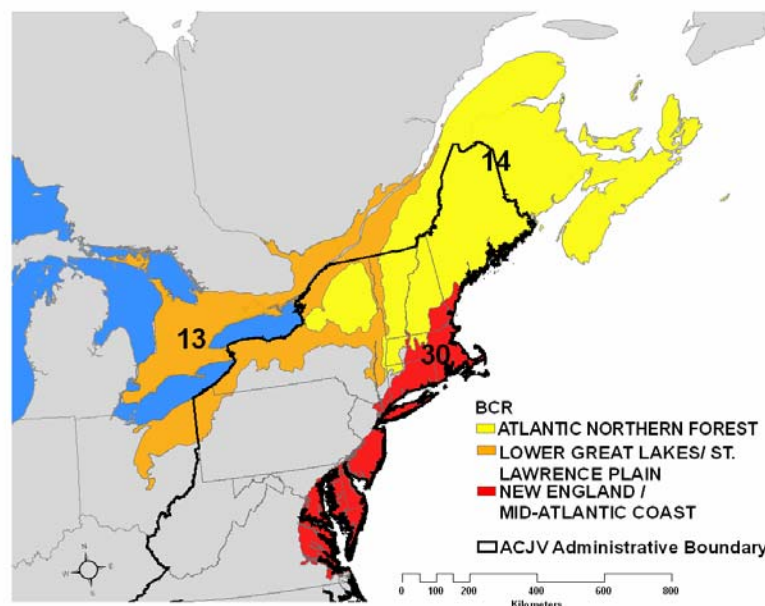 14
13
30
BCR
ATLANTIC NORTHERN FOREST
LOWER GREAT LAKES/ ST.
LAWRENCE PLAIN
NEW ENGLAND /
MID-ATLANTIC COAST
ACJV Administrative Boundary
N
W E
S
0 100 200 400 600 800
Kilometers